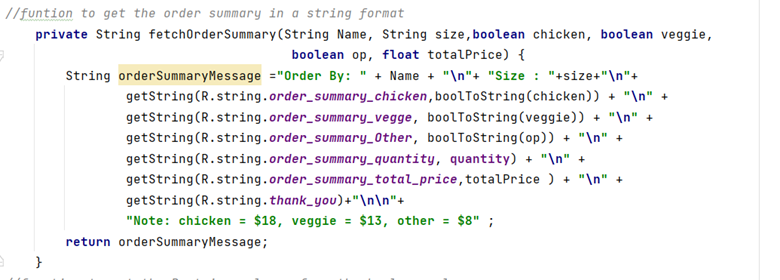 //funtion to get the order summary in a string format
private String fetchOrderSummary(String Name, String size,boolean chicken, boolean veggie,
boolean op, float totalPrice) {
String orderSummaryMessage ="Order By: " + Name + "\n"+ "Size : "+size+"\n"+
getString(R.string.order_summary_chicken,boolToString(chicken)) + "\n" +
getString(R.string.order_summary_vegge, boolToString(veggie)) + "\n" +
getString(R.string.order_summary_Other, boolToString(op)) + "\n" +
getString(R.string.order_summary_quantity, quantity) + "\n" +
getString(R.string.order_summary_total_price,totalPrice ) + "\n" +
getString(R.string.thank_you)+"\n\n"+
"Note: chicken = $18, veggie = $13, other = $8" ;
return orderSummaryMessage;
}